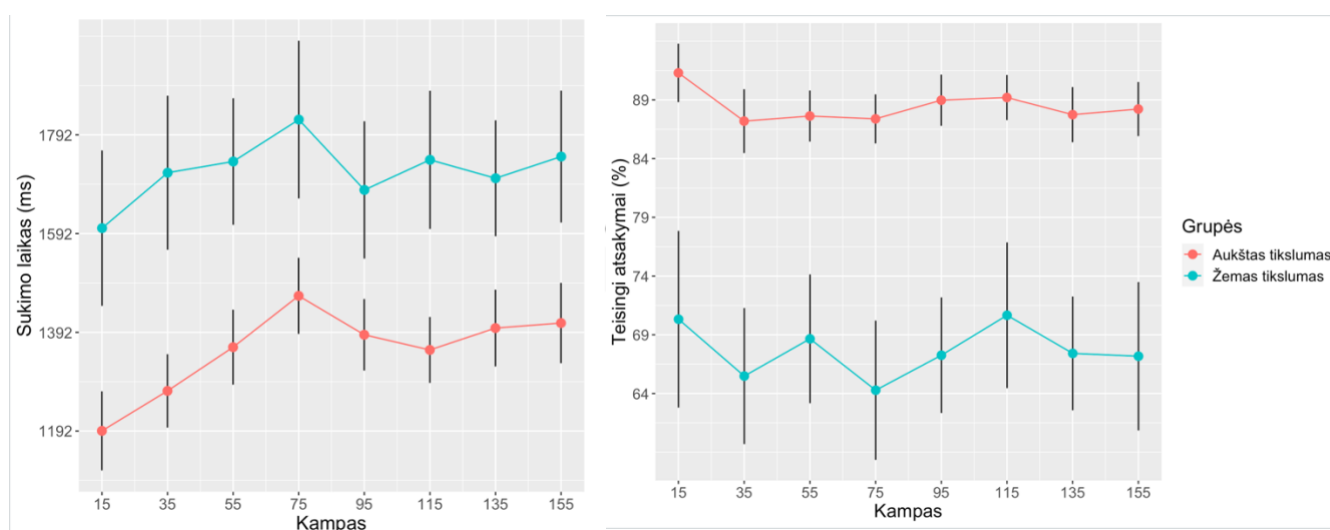 Sukimo laikas (ms)
1792
1592
1392
1192
15 35 55 75 95 115 135 155
Kampas
Teisingi atsakymai (%)
89
84
79
74
69
64
15 35 55 75 95 115 135 155
Kampas
Grupės
Aukštas tikslumas
Žemas tikslumas